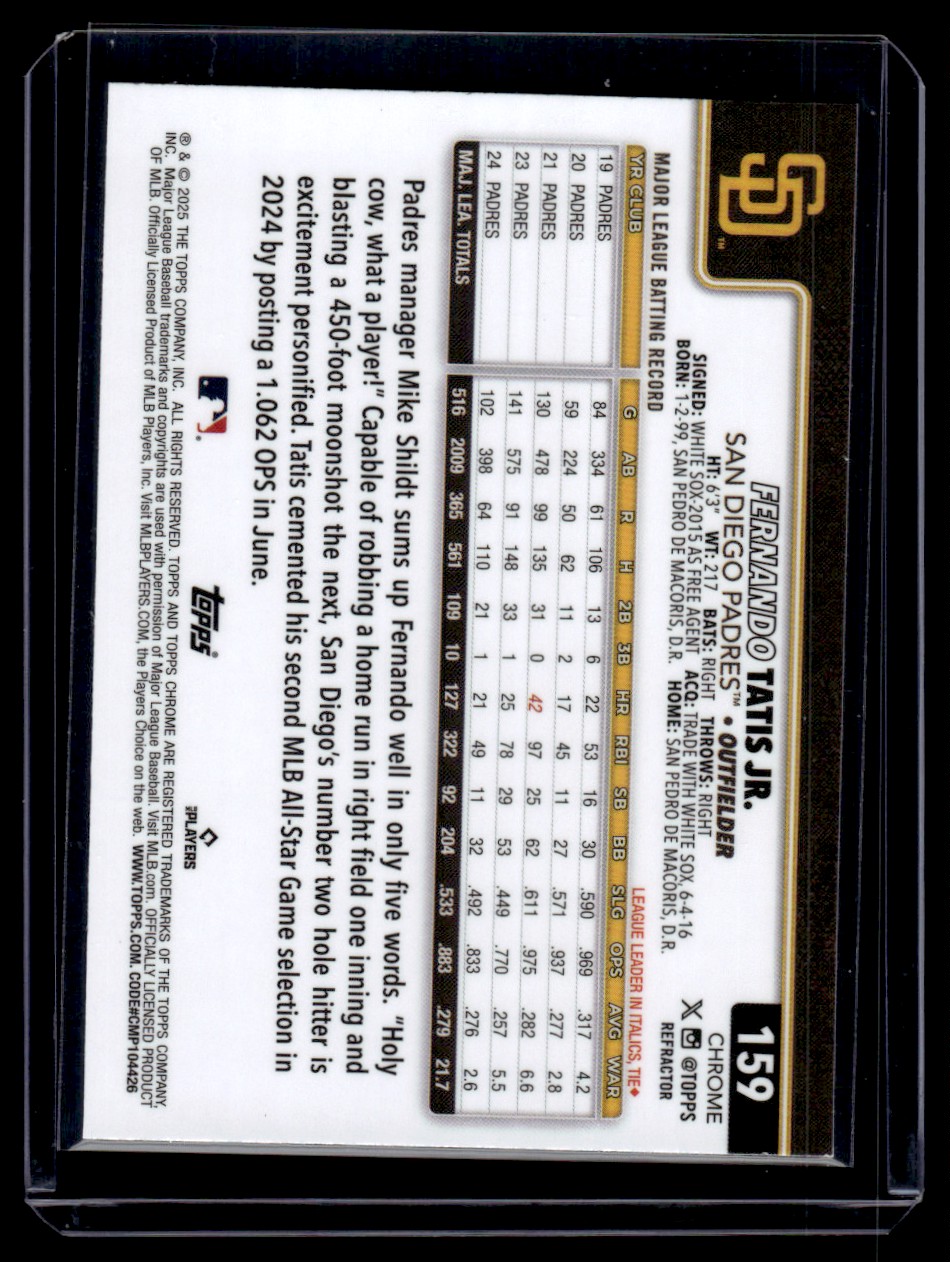 SD™
159
FERNANDO TATIS JR.
SAN DIEGO PADRES™ • OUTFIELDER
CHROME
HT: 6'3" WT: 217 BATS: RIGHT THROWS: RIGHT
SIGNED: WHITE SOX-2015 AS FREE AGENT ACQ: TRADE WITH WHITE SOX, 6-4-16
@TOPPS
BORN: 1-2-99, SAN PEDRO DE MACORIS, D.R. HOME: SAN PEDRO DE MACORIS, D.R.
REFRACTOR
MAJOR LEAGUE BATTING RECORD
LEAGUE LEADER IN ITALICS, TIE♦
YR CLUB G AB R H 2B 3B HR RBI SB BB SLG OPS AVG WAR
19 PADRES 84 334 61 106 13 6 22 53 16 30 .590 .969 .317 4.2
20 PADRES 59 224 50 62 11 2 17 45 11 27 .571 .937 .277 2.8
21 PADRES 130 478 99 135 31 0 42 97 25 62 .611 .975 .282 6.6
23 PADRES 141 575 91 148 33 1 25 78 29 53 .449 .770 .257 5.5
24 PADRES 102 398 64 110 21 1 21 49 11 32 .492 .833 .276 2.6
MAJ. LEA. TOTALS 516 2009 365 561 109 10 127 322 92 204 .533 .883 .279 21.7
Padres manager Mike Shildt sums up Fernando well in only five words. "Holy
cow, what a player!" Capable of robbing a home run in right field one inning and
blasting a 450-foot moonshot the next, San Diego's number two hole hitter is
excitement personified. Tatis cemented his second MLB All-Star Game selection in
2024 by posting a 1.062 OPS in June.
topps®
PLAYERS
® & © 2025 THE TOPPS COMPANY, INC. ALL RIGHTS RESERVED. TOPPS AND TOPPS CHROME ARE REGISTERED TRADEMARKS OF THE TOPPS COMPANY,
INC. Major League Baseball trademarks and copyrights are used with permission of Major League Baseball. Visit MLB.com. OFFICIALLY LICENSED PRODUCT
OF MLB. Officially Licensed Product of MLB Players, Inc. Visit MLBPLAYERS.COM, the Players Choice on the web. WWW.TOPPS.COM. CODE#CMP104426